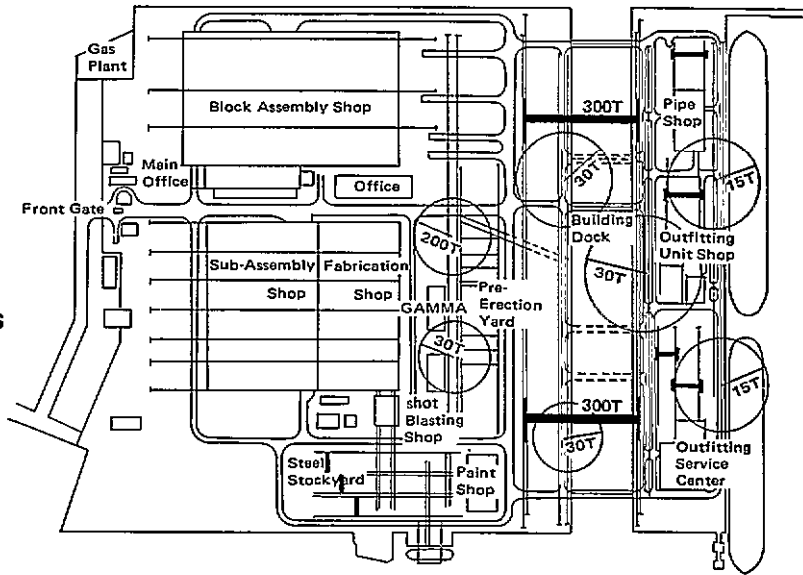 Gas
Plant
Block Assembly Shop
300T
Pipe
Shop
Main
Office
Office
30T
15T
Front Gate
200T
Building
Dock
Outfitting
Unit Shop
Sub-Assembly
Shop
Fabrication
Shop
30T
GAMMA
Pre-
Erection
Yard
S
30T
shot
Blasting
Shop
300T
15T
30T
Steel
Stockyard
Paint
Shop
Outfitting
Service
Center